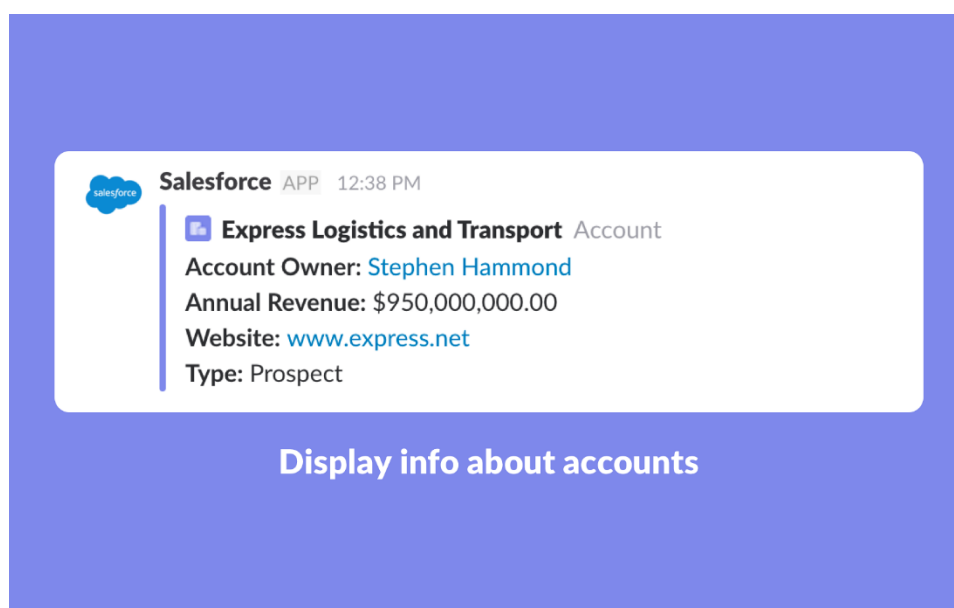 salesforce
Salesforce APP 12:38 PM
Express Logistics and Transport Account
Account Owner: Stephen Hammond
Annual Revenue: $950,000,000.00
Website: www.express.net
Type: Prospect
Display info about accounts